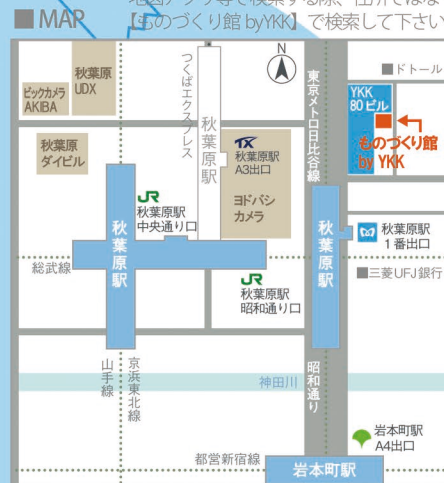 地図アプリ等で検索する際、住所ではな
【ものづくり館 byYKK】で検索して下さい
■ MAP
N
ビックカメラ
AKIBA
秋葉原
UDX
秋葉原
ダイビル
つくばエクスプレス
秋葉原駅
TX
秋葉原駅
A3出口
ヨドバシ
カメラ
東京メトロ日比谷線
■ドトール
YKK
80ビル
ものづくり館
by YKK
JR
秋葉原駅
中央通り口
秋葉原駅
秋葉原駅
秋葉原駅
1番出口
総武線
JR
秋葉原駅
昭和通り口
■三菱UFJ銀行
山手線
京浜東北線
神田川
昭和通り
岩本町駅
A4出口
都営新宿線
岩本町駅